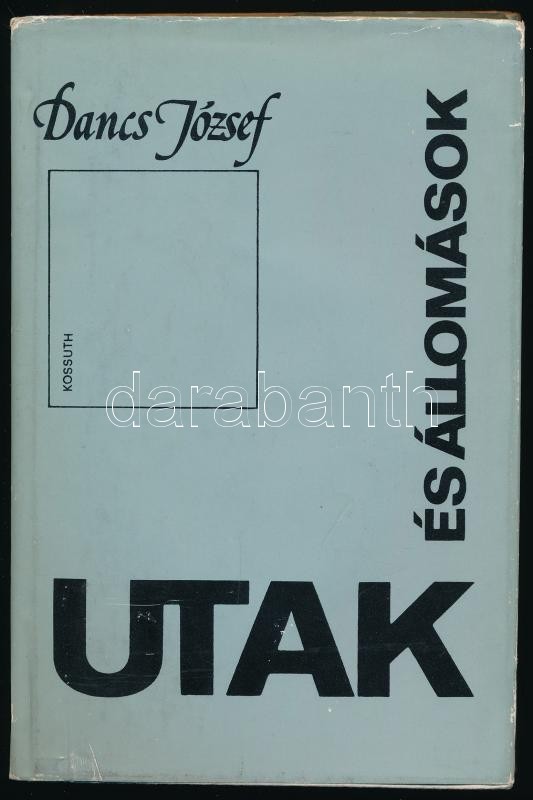 Dancs József
KOSSUTH
UTAK
ÉS ÁLLOMÁSOK
darabanth